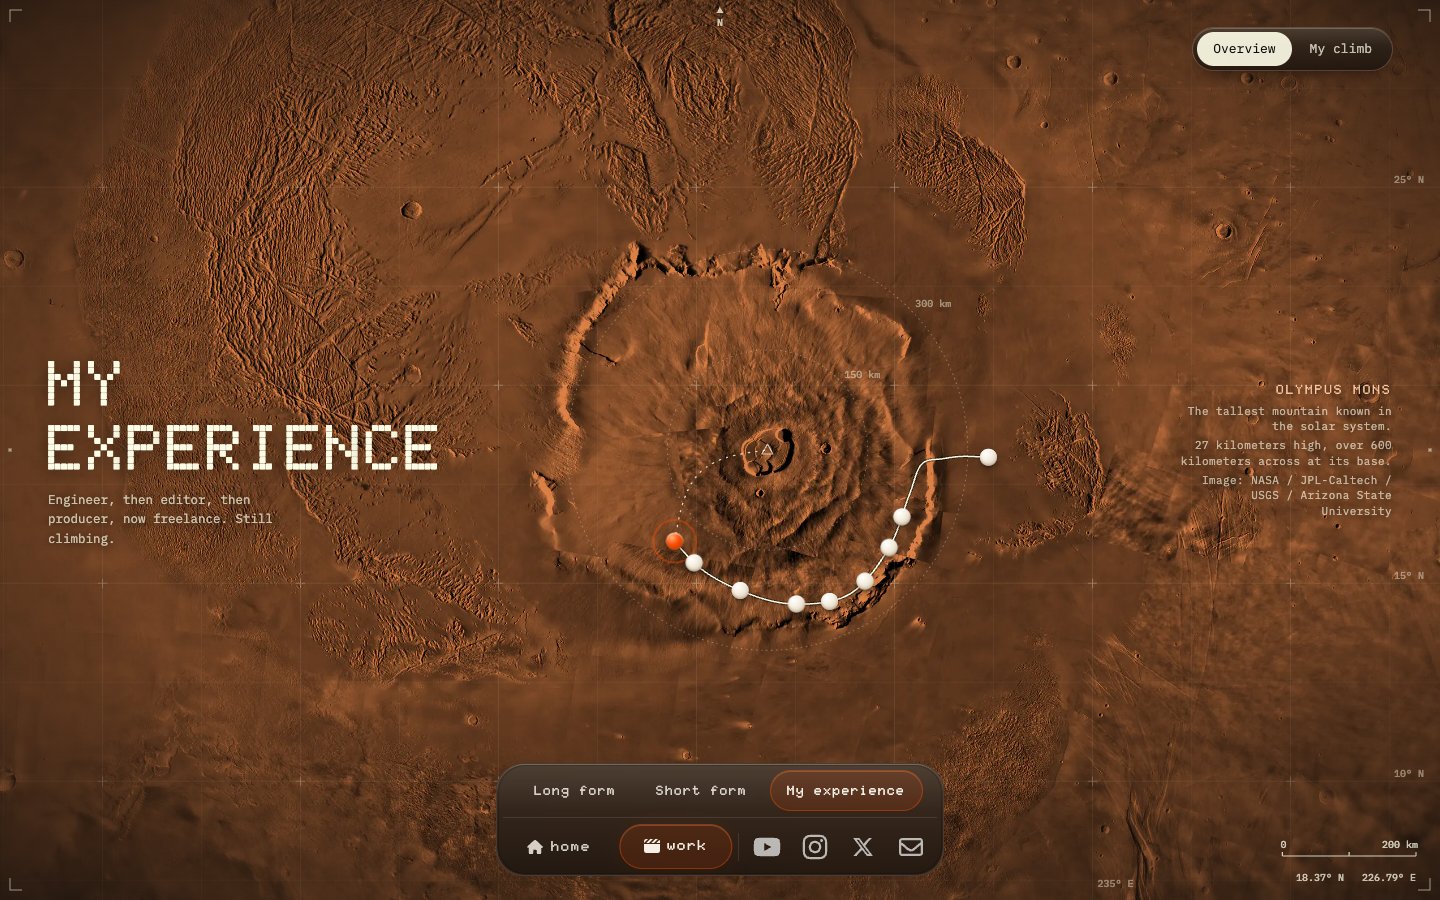 N
Overview
My climb
25° N
300 km
150 km
MY
EXPERIENCE
Engineer, then editor, then
producer, now freelance. Still
climbing.
OLYMPUS MONS
The tallest mountain known in
the solar system.
27 kilometers high, over 600
kilometers across at its base.
Image: NASA / JPL-Caltech /
USGS / Arizona State
University
15° N
10° N
Long form
Short form
My experience
home
work
0
200 km
18.37° N
226.79° E
235° E